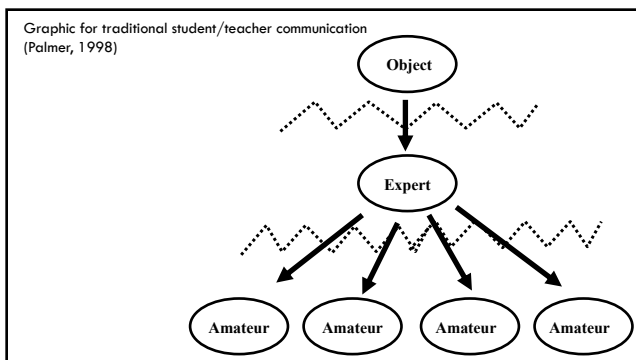 Graphic for traditional student/teacher communication
(Palmer, 1998)
Object
Expert
Amateur Amateur Amateur Amateur